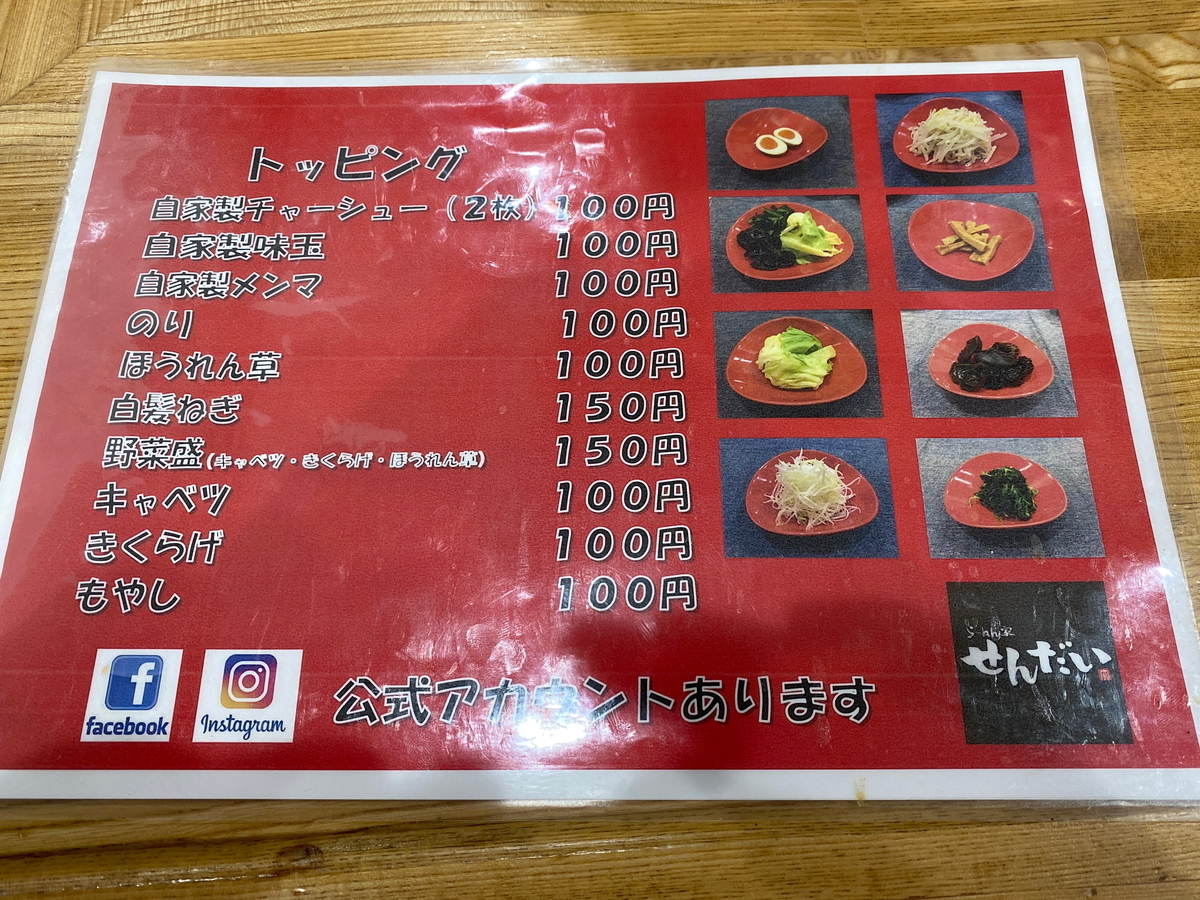 トッピング
自家製チャーシュー（２枚）１００円
自家製味玉 １００円
自家製メンマ １００円
のり １００円
ほうれん草 １００円
白髪ねぎ １５０円
野菜盛（キャベツ・きくらげ・ほうれん草） １５０円
キャベツ １００円
きくらげ １００円
もやし １００円
facebook
Instagram
公式アカウントあります
せんだい